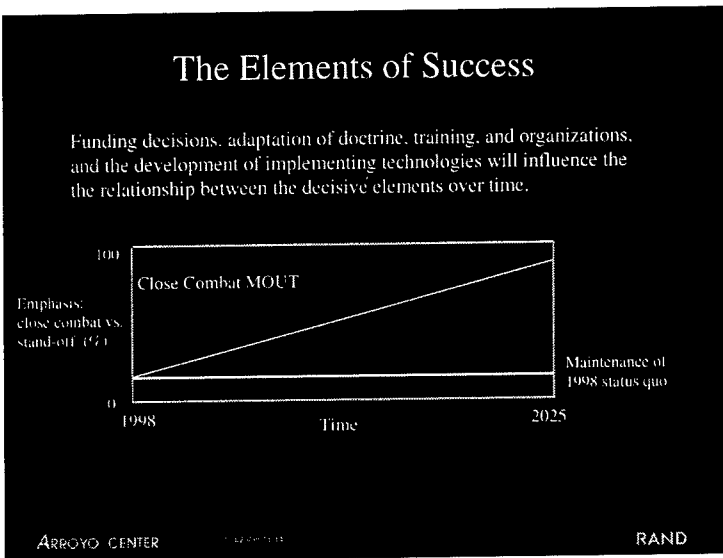 The Elements of Success
Funding decisions, adaptation of doctrine, training, and organizations,
and the development of implementing technologies will influence the
the relationship between the decisive elements over time.
100
Close Combat MOUT
Emphasis:
close combat vs.
stand-off (%)
Maintenance of
1998 status quo
0
1998
Time
2025
ARROYO CENTER
RAND